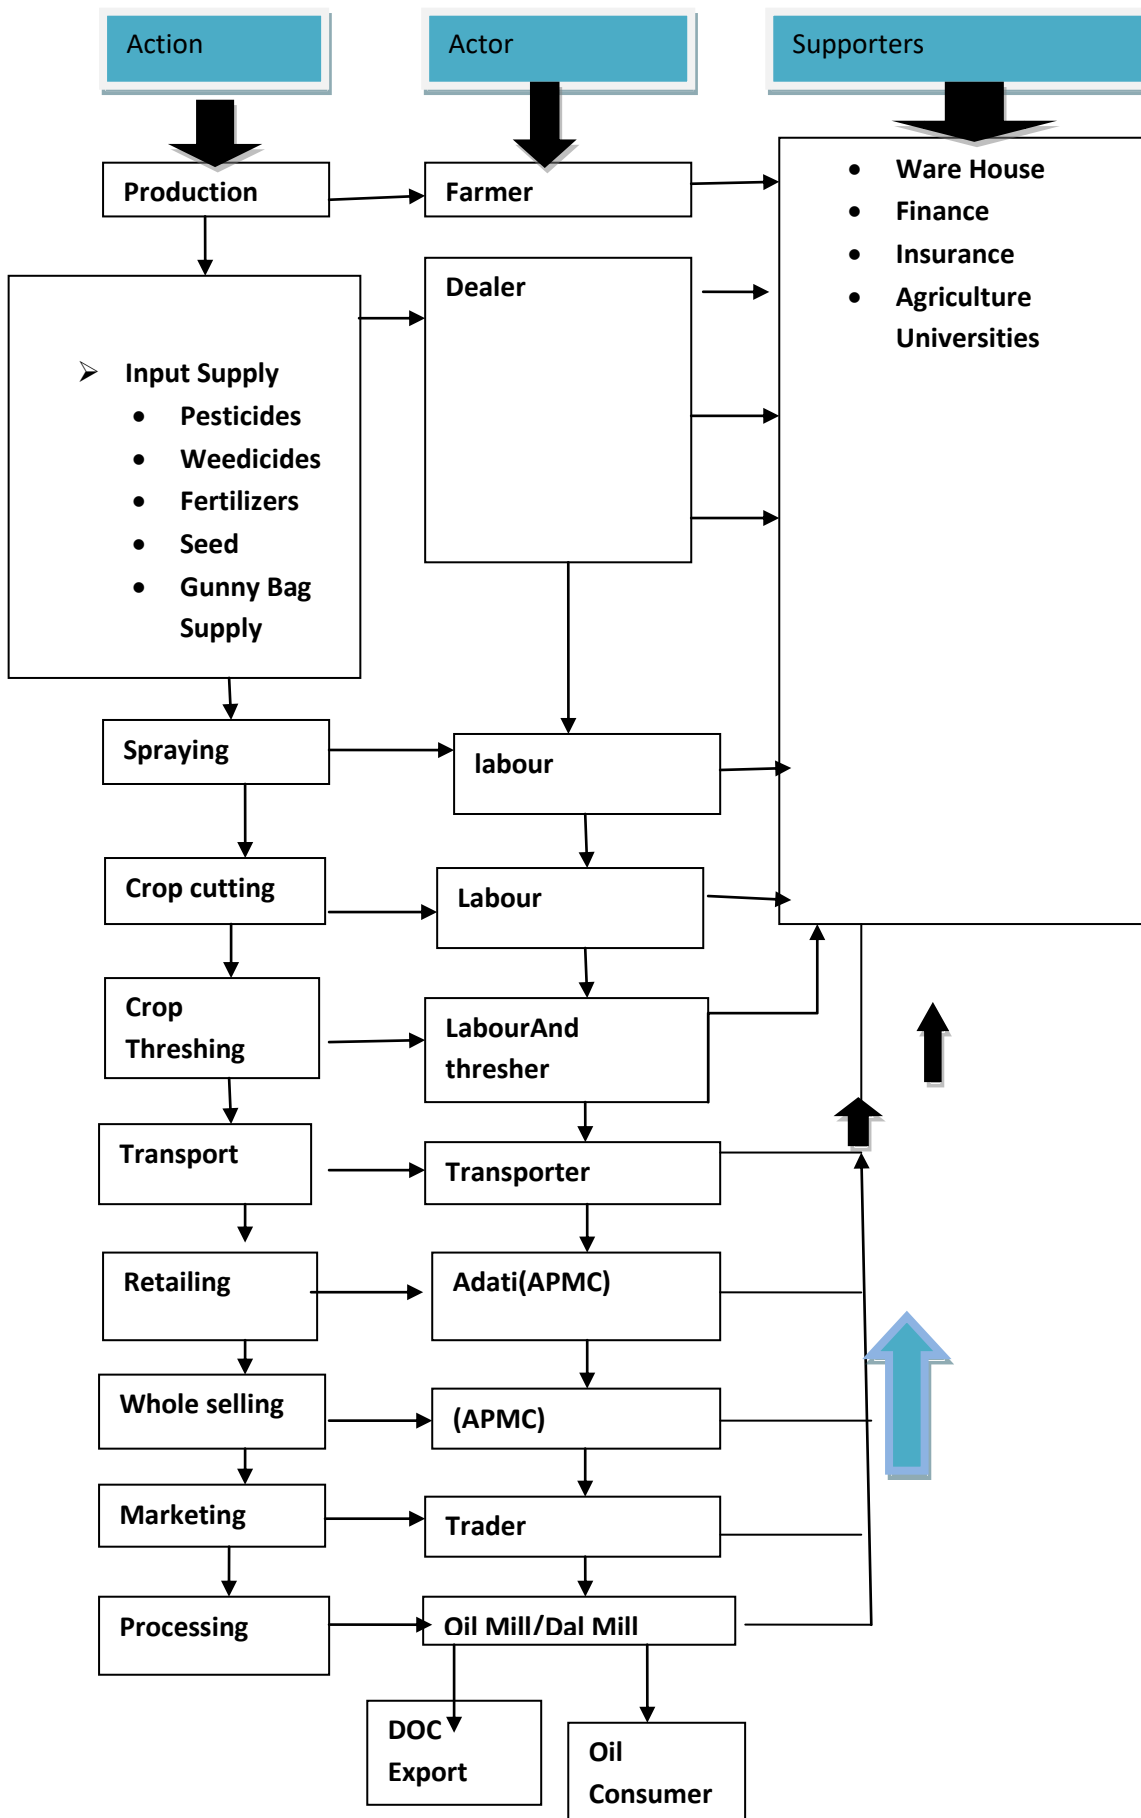 Action
Actor
Supporters
Production
Farmer
• Ware House
• Finance
• Insurance
• Agriculture
Universities
Dealer
➢ Input Supply
• Pesticides
• Weedicides
• Fertilizers
• Seed
• Gunny Bag
Supply
Spraying
labour
Crop cutting
Labour
Crop
Threshing
LabourAnd
thresher
Transport
Transporter
Retailing
Adati(APMC)
Whole selling
(APMC)
Marketing
Trader
Processing
Oil Mill/Dal Mill
DOC
Export
Oil
Consumer